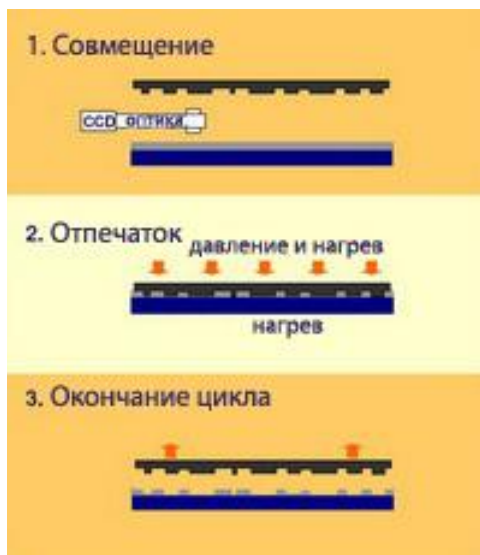 1. Совмещение
CCD ОПТИКА
2. Отпечаток
давление и нагрев
нагрев
3. Окончание цикла